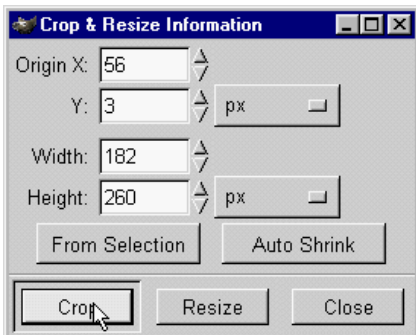 Crop & Resize Information
Origin X: 56
Y: 3 px
Width: 182
Height: 260 px
From Selection Auto Shrink
Crop Resize Close